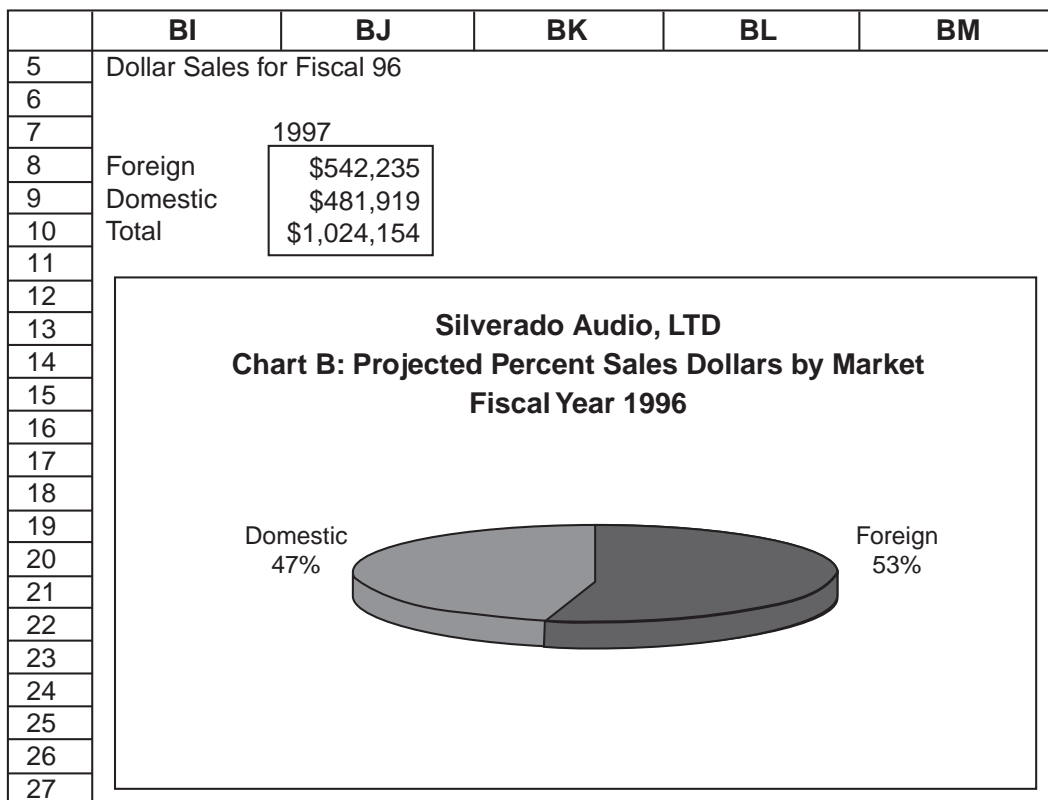 BI BJ BK BL BM
5 Dollar Sales for Fiscal 96
6
7 1997
8 Foreign $542,235
9 Domestic $481,919
10 Total $1,024,154
11
12
13 Silverado Audio, LTD
14 Chart B: Projected Percent Sales Dollars by Market
15 Fiscal Year 1996
16
17
18
19 Domestic Foreign
20 47% 53%
21
22
23
24
25
26
27